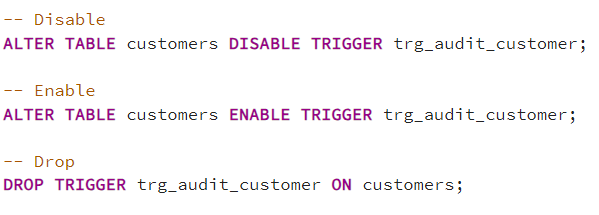 -- Disable
ALTER TABLE customers DISABLE TRIGGER trg_audit_customer;
-- Enable
ALTER TABLE customers ENABLE TRIGGER trg_audit_customer;
-- Drop
DROP TRIGGER trg_audit_customer ON customers;